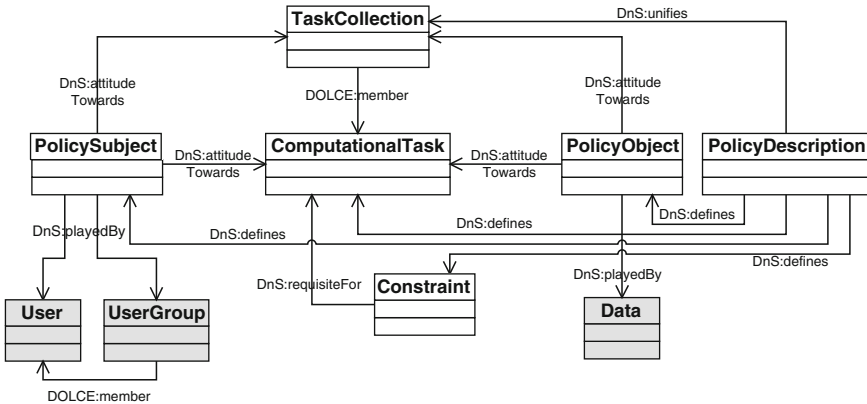 TaskCollection
DnS:unifies
DnS:attitude
Towards
DOLCE:member
DnS:attitude
Towards
PolicySubject
DnS:attitude
Towards
ComputationalTask
DnS:attitude
Towards
PolicyObject
PolicyDescription
DnS:playedBy
DnS:defines
DnS:defines
DnS:defines
DnS:defines
DnS:requisiteFor
Constraint
DnS:playedBy
User
UserGroup
Data
DOLCE:member